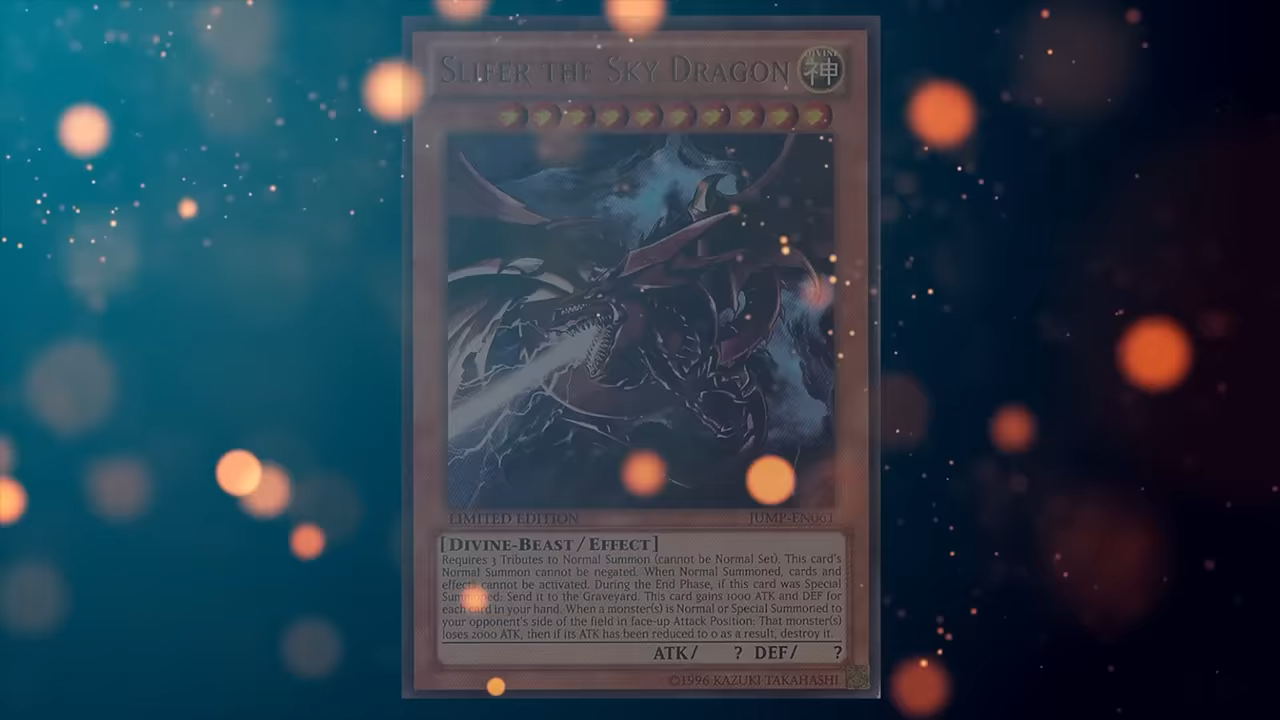 SLIFER THE SKY DRAGON
DIVINE
神
LIMITED EDITION JUMP-EN061
[DIVINE-BEAST/EFFECT]
Requires 3 Tributes to Normal Summon (cannot be Normal Set). This card's
Normal Summon cannot be negated. When Normal Summoned, cards and
effects cannot be activated. During the End Phase, if this card was Special
Summoned: Send it to the Graveyard. This card gains 1000 ATK and DEF for
each card in your hand. When a monster(s) is Normal or Special Summoned to
your opponent's side of the field in face-up Attack Position: That monster(s)
loses 2000 ATK, then if its ATK has been reduced to 0 as a result, destroy it.
ATK/ ? DEF/ ?
©1996 KAZUKI TAKAHASHI